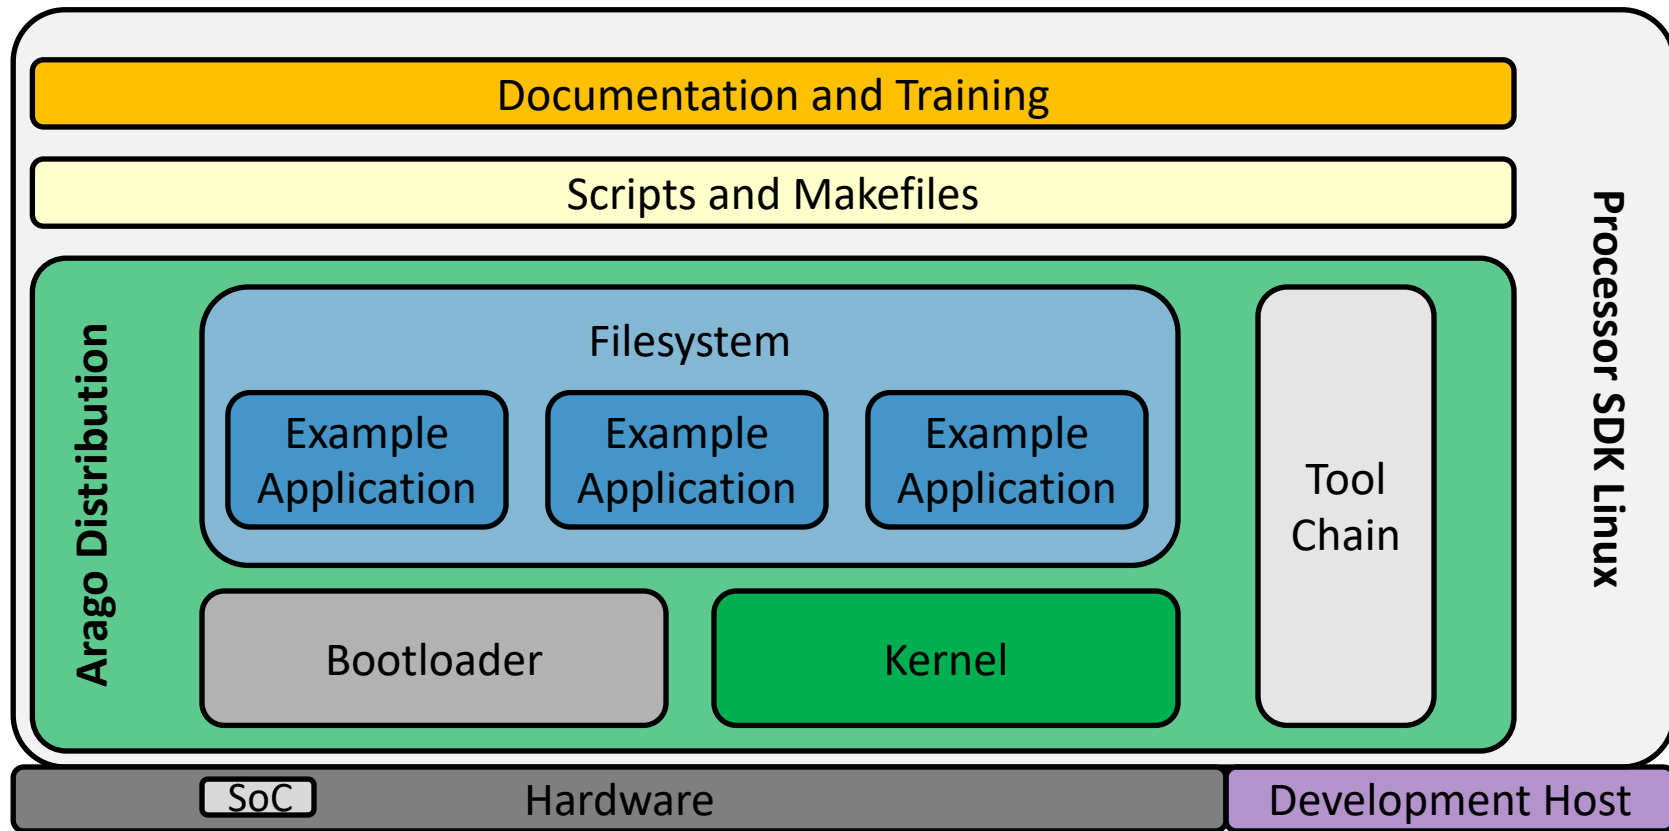 Documentation and Training
Scripts and Makefiles
Processor SDK Linux
Arago Distribution
Filesystem
Example
Application
Example
Application
Example
Application
Tool
Chain
Bootloader
Kernel
SoC
Hardware
Development Host